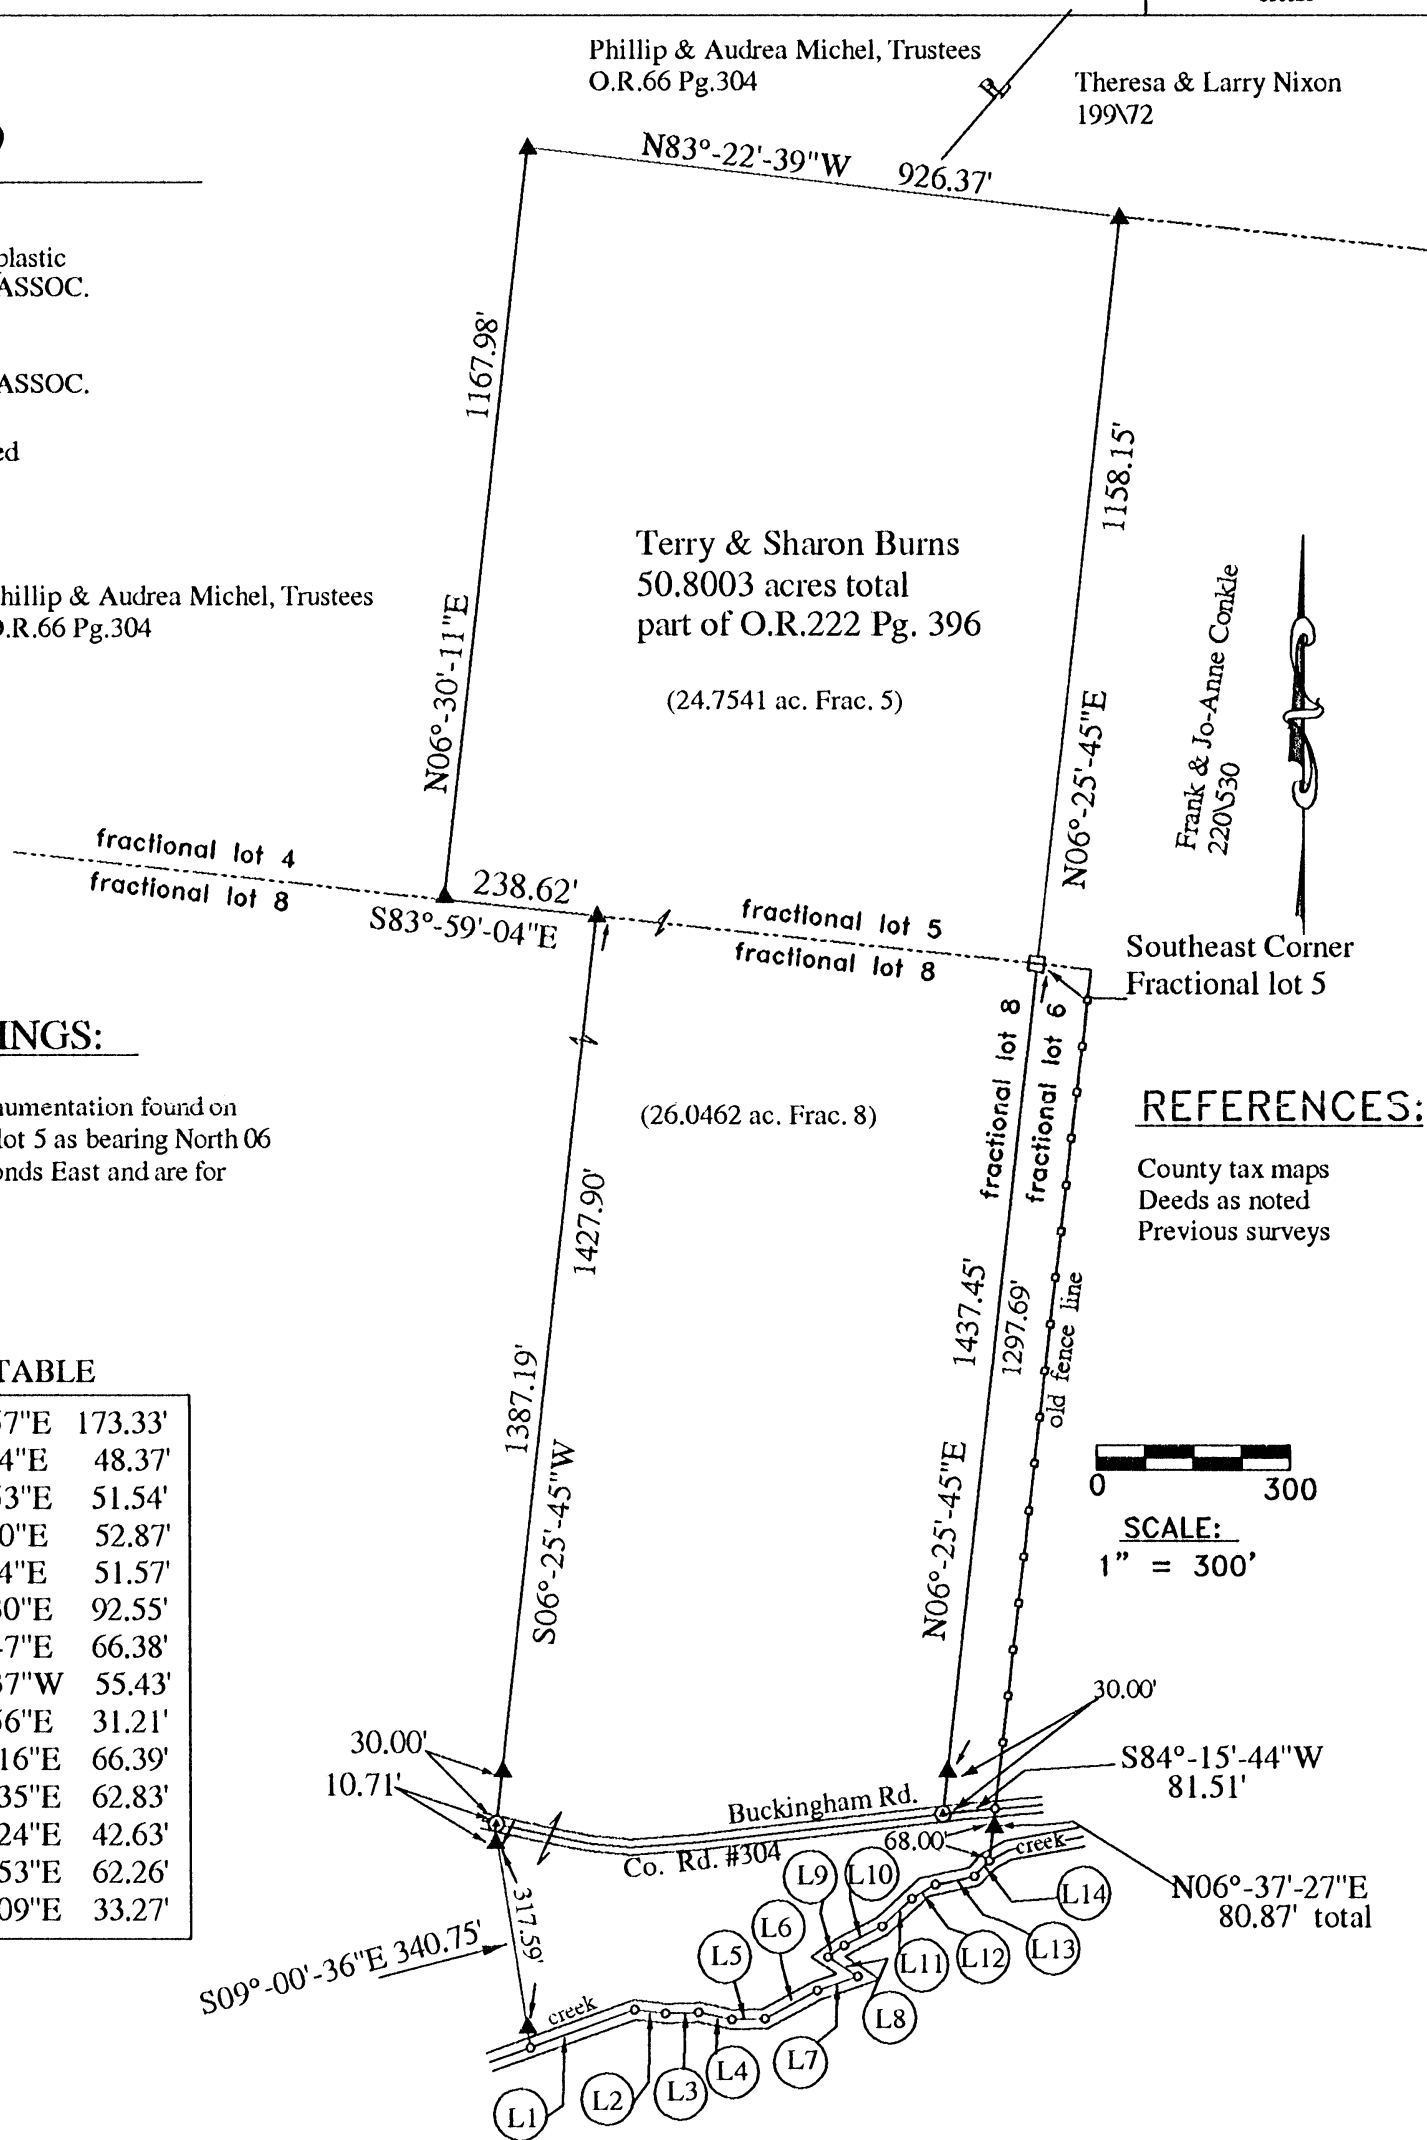 Phillip & Audrea Michel, Trustees
O.R.66 Pg.304
Theresa & Larry Nixon
199\72
N83°-22'-39"W 926.37'
plastic
ASSOC.
ASSOC.
ed
1167.98'
N06°-30'-11"E
1158.15'
N06°-25'-45"E
Terry & Sharon Burns
50.8003 acres total
part of O.R.222 Pg. 396
(24.7541 ac. Frac. 5)
hillip & Audrea Michel, Trustees
O.R.66 Pg.304
Frank & Jo-Anne Conkle
220\530
fractional lot 4
fractional lot 8
238.62'
S83°-59'-04"E
fractional lot 5
fractional lot 8
Southeast Corner
Fractional lot 5
fractional lot 8
fractional lot 6
INGS:
numentation found on
lot 5 as bearing North 06
onds East and are for
(26.0462 ac. Frac. 8)
REFERENCES:
County tax maps
Deeds as noted
Previous surveys
1427.90'
1387.19'
S06°-25'-45"W
1437.45'
1297.69'
N06°-25'-45"E
old fence line
0 300
SCALE:
1" = 300'
TABLE
57"E 173.33'
4"E 48.37'
53"E 51.54'
0"E 52.87'
4"E 51.57'
30"E 92.55'
47"E 66.38'
37"W 55.43'
56"E 31.21'
16"E 66.39'
35"E 62.83'
24"E 42.63'
53"E 62.26'
09"E 33.27'
30.00'
10.71'
30.00'
S84°-15'-44"W
81.51'
Buckingham Rd.
Co. Rd. #304
68.00'
creek
N06°-37'-27"E
80.87' total
317.59'
S09°-00'-36"E 340.75'
creek
L1
L2
L3
L4
L5
L6
L7
L8
L9
L10
L11
L12
L13
L14